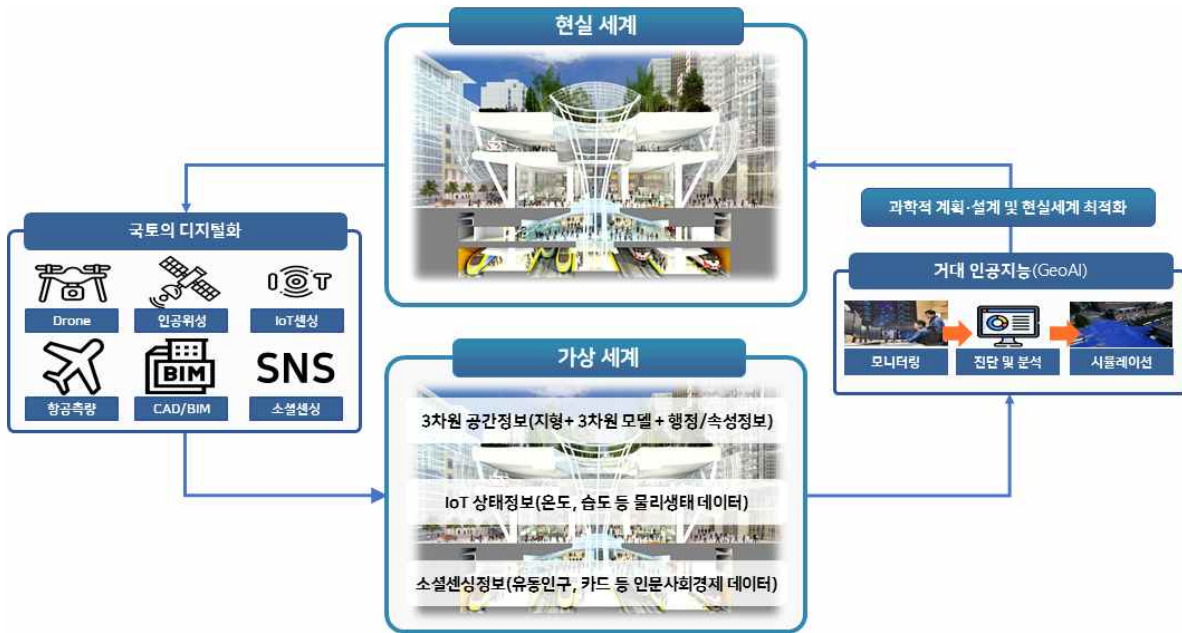 현실 세계
국토의 디지털화
Drone
인공위성
IoT
IoT센싱
BIM
SNS
항공측량
CAD/BIM
소셜센싱
가상 세계
3차원 공간정보(지형+ 3차원 모델 + 행정/속성정보)
IoT 상태정보(온도, 습도 등 물리생태 데이터)
소셜센싱정보(유동인구, 카드 등 인문사회경제 데이터)
과학적 계획·설계 및 현실세계 최적화
거대 인공지능(GeoAI)
모니터링
진단 및 분석
시뮬레이션